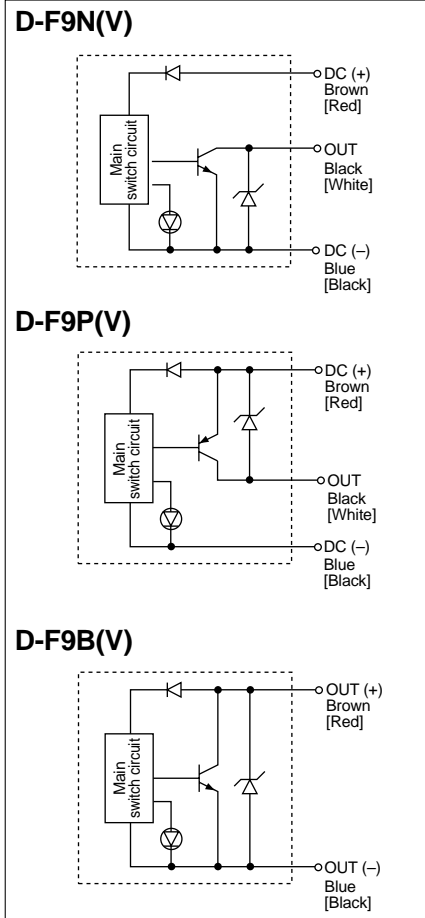 D-F9N(V)
DC (+)
Brown
[Red]
Main
switch circuit
OUT
Black
[White]
DC (–)
Blue
[Black]
D-F9P(V)
DC (+)
Brown
[Red]
Main
switch circuit
OUT
Black
[White]
DC (–)
Blue
[Black]
D-F9B(V)
OUT (+)
Brown
[Red]
Main
switch circuit
OUT (–)
Blue
[Black]